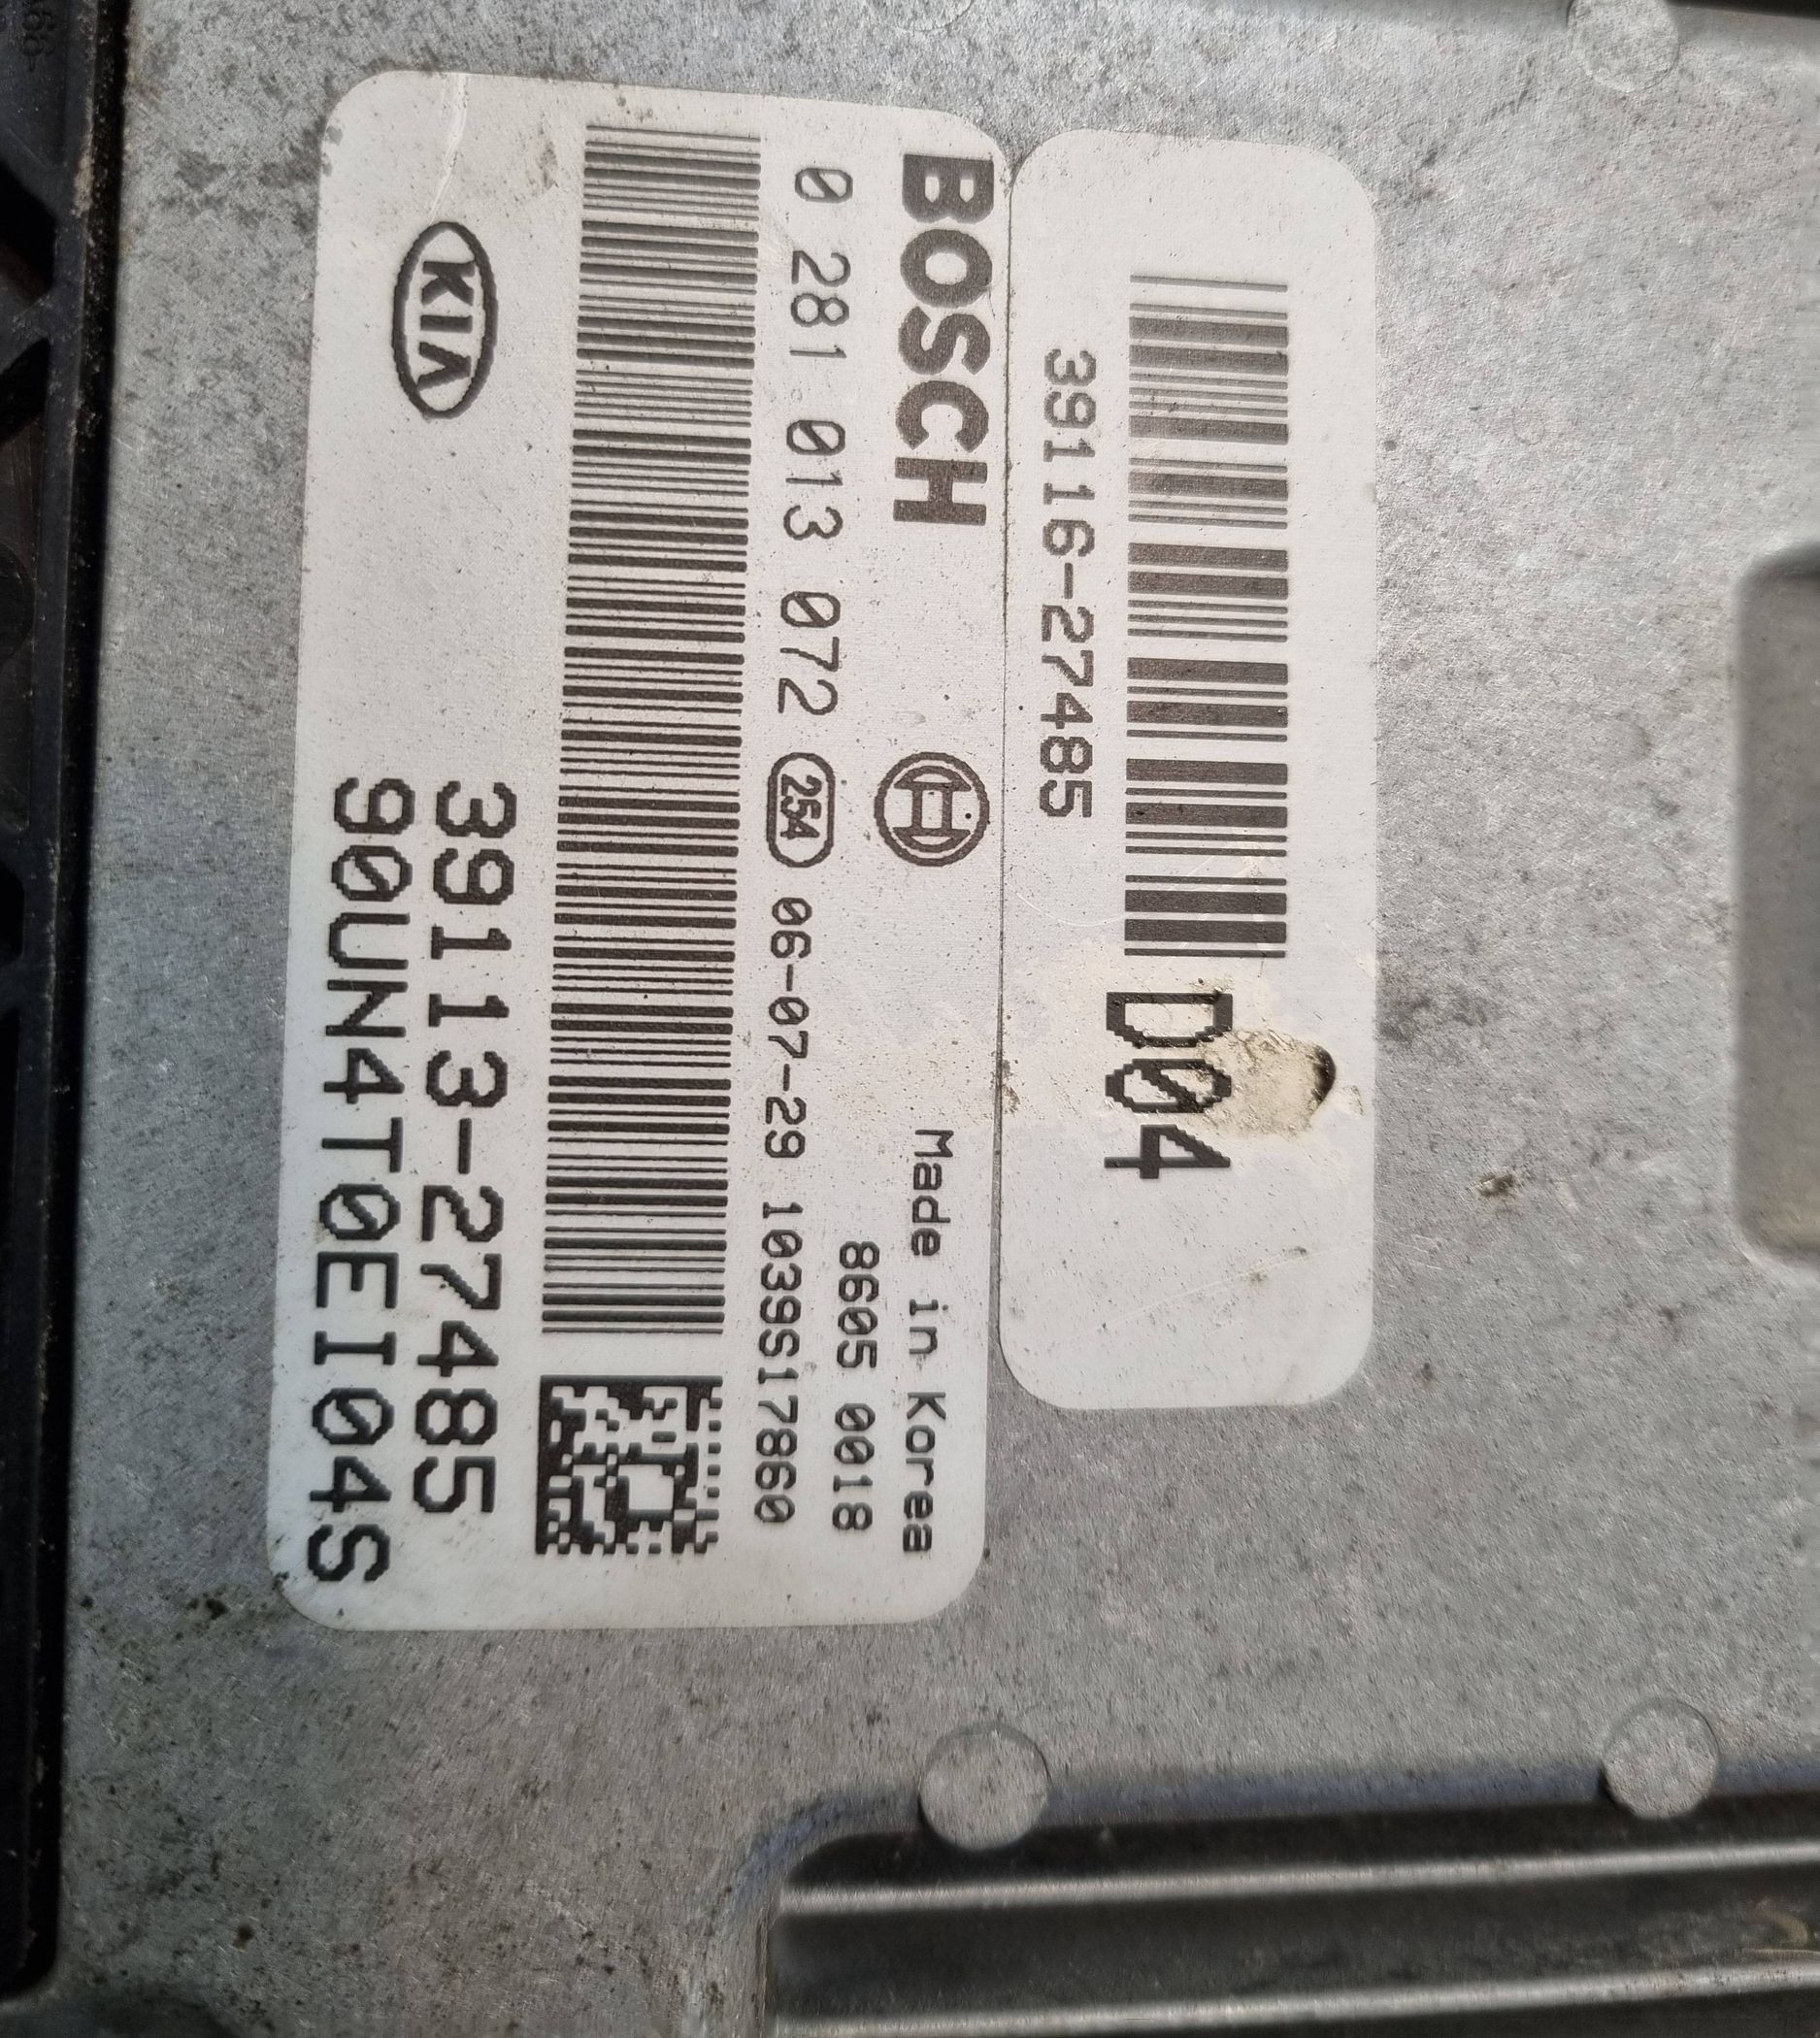 39116-27485
D04
BOSCH
Made in Korea
8605 0018
0 281 013 072 254 06-07-29 1039S17860
KIA
39113-27485
90UN4T0EI04S